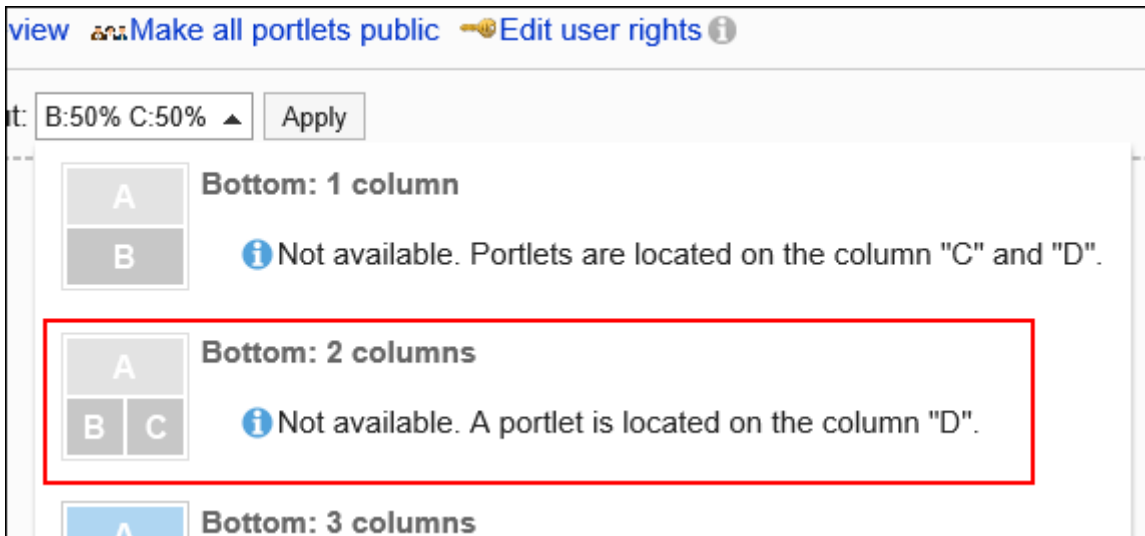 view Make all portlets public Edit user rights
it: B:50% C:50% Apply
A
B
Bottom: 1 column
Not available. Portlets are located on the column "C" and "D".
A
B C
Bottom: 2 columns
Not available. A portlet is located on the column "D".
A
Bottom: 3 columns